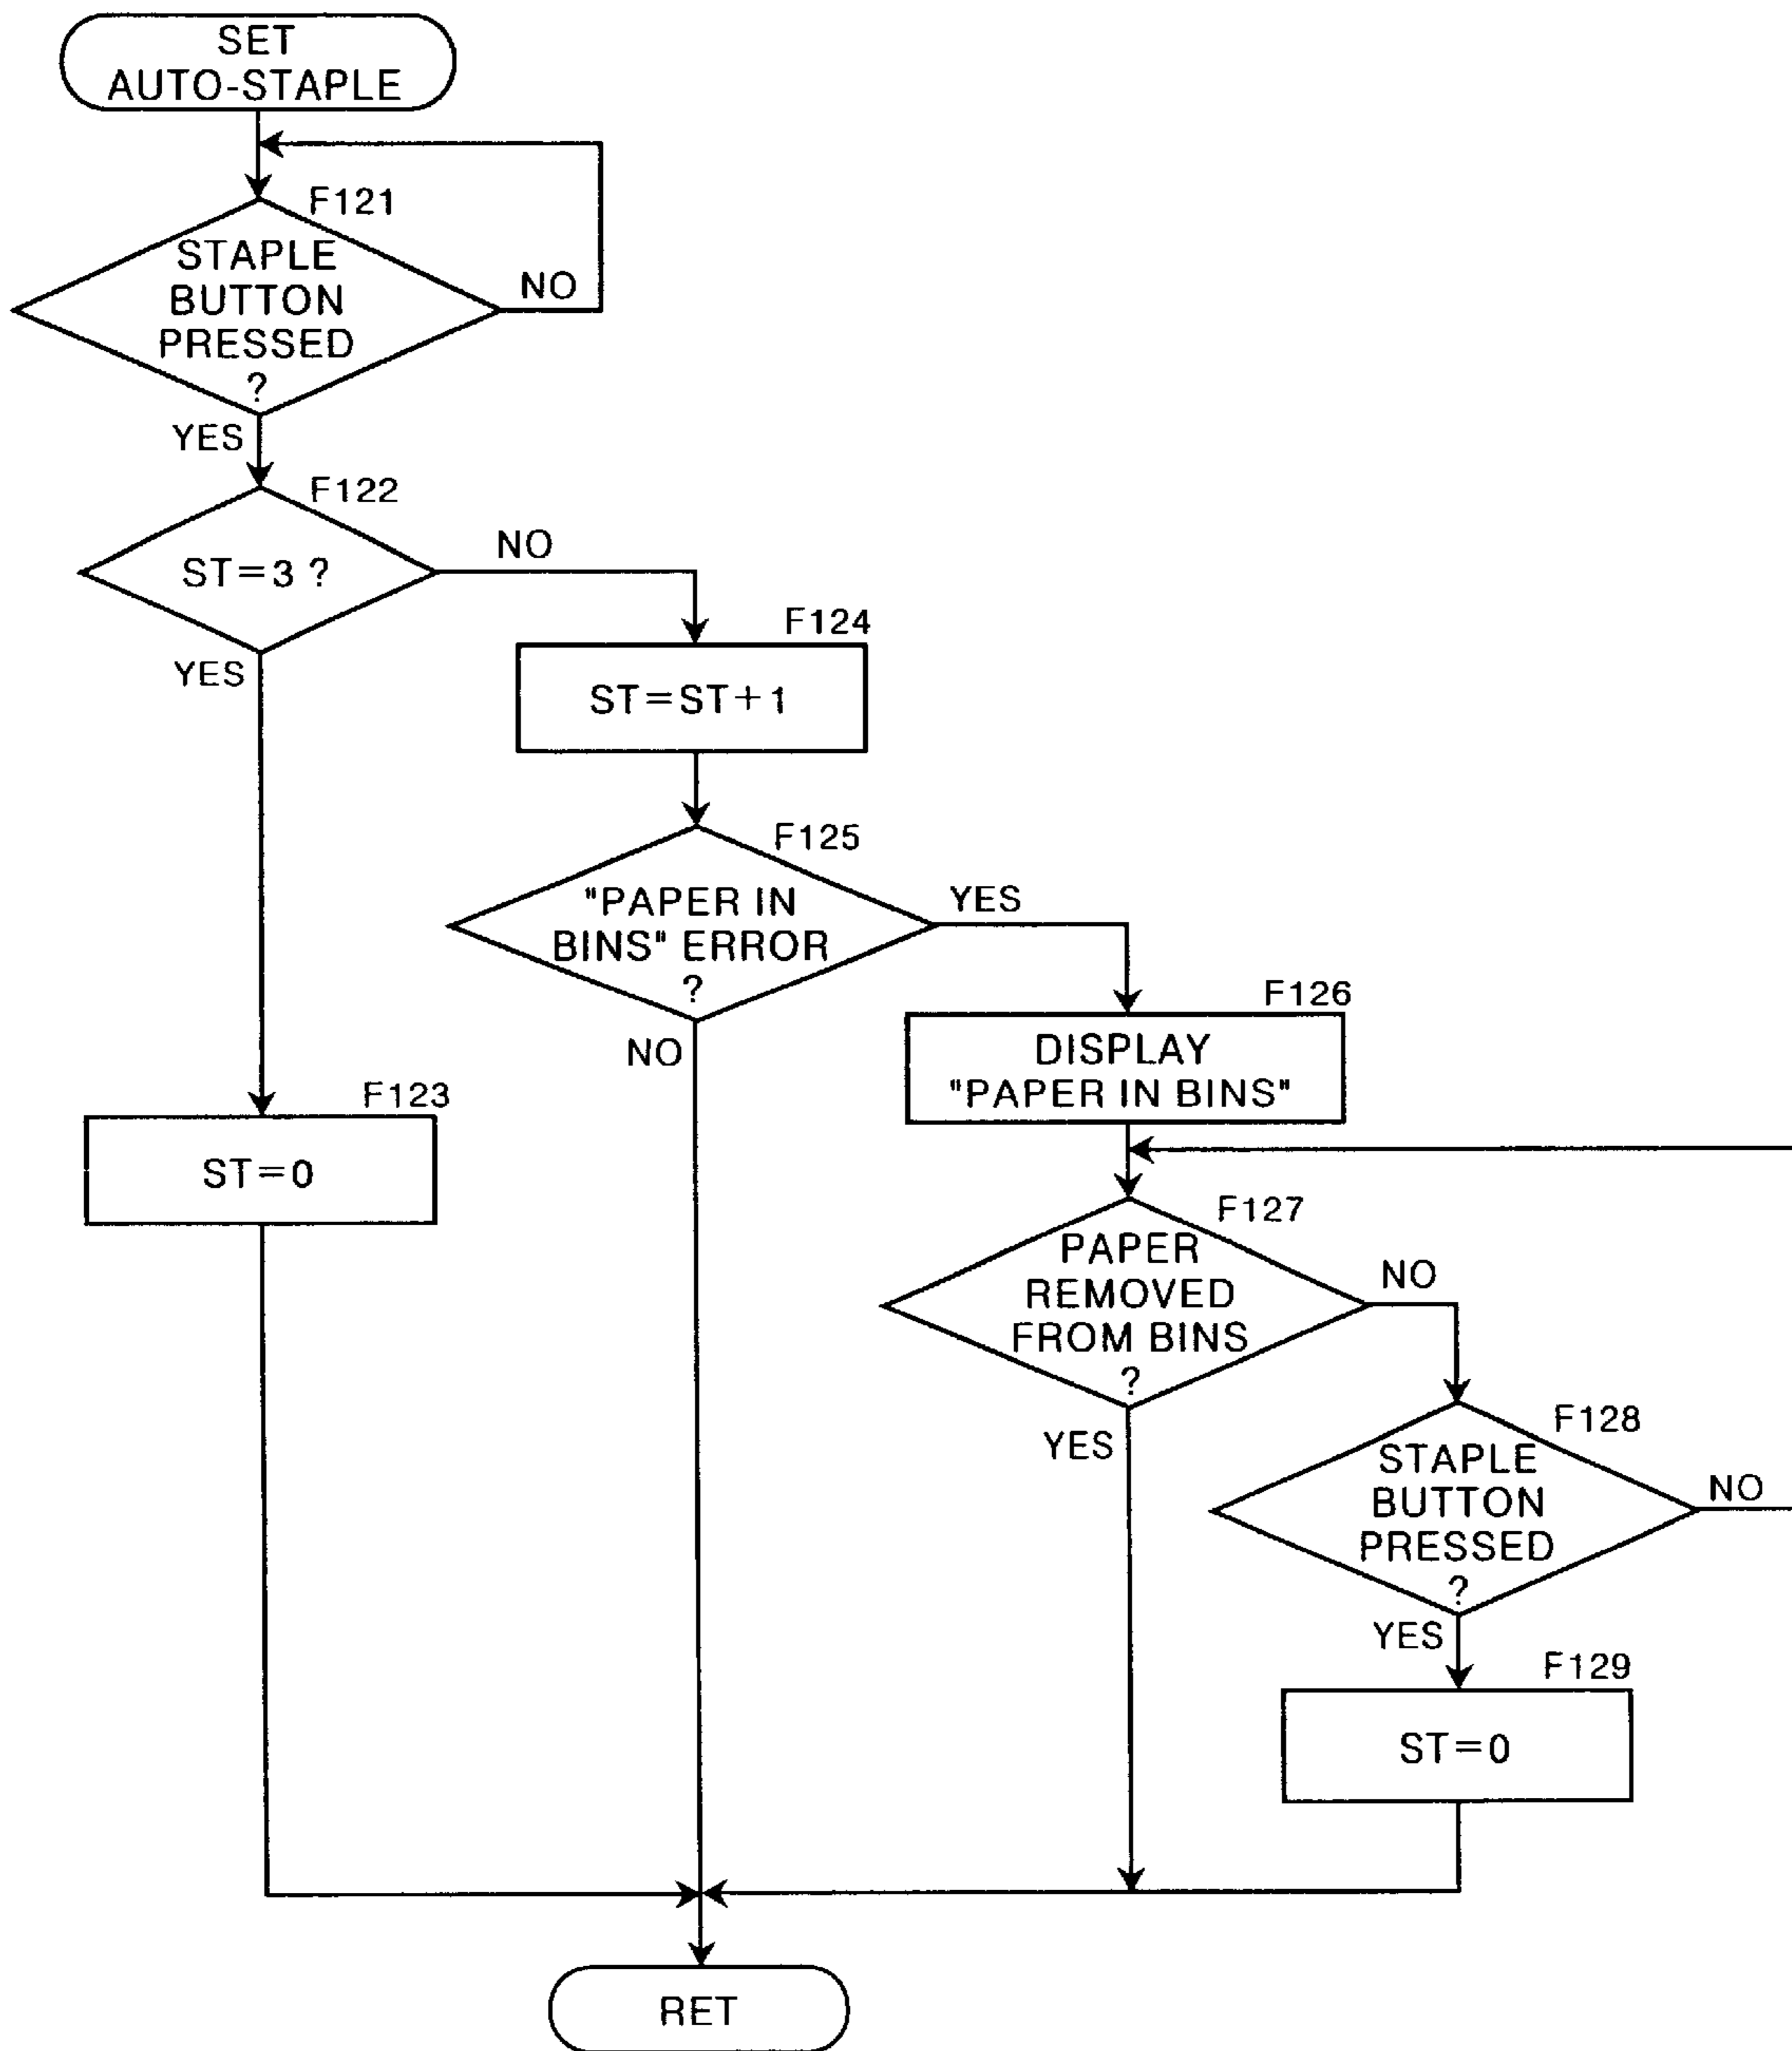 SET
AUTO-STAPLE
F121
STAPLE
BUTTON
PRESSED
?
NO
YES
F122
ST=3 ?
NO
YES
F124
ST=ST+1
F125
"PAPER IN
BINS" ERROR
?
YES
NO
F126
DISPLAY
"PAPER IN BINS"
F123
ST=0
F127
PAPER
REMOVED
FROM BINS
?
NO
YES
F128
STAPLE
BUTTON
PRESSED
?
NO
YES
F129
ST=0
RET